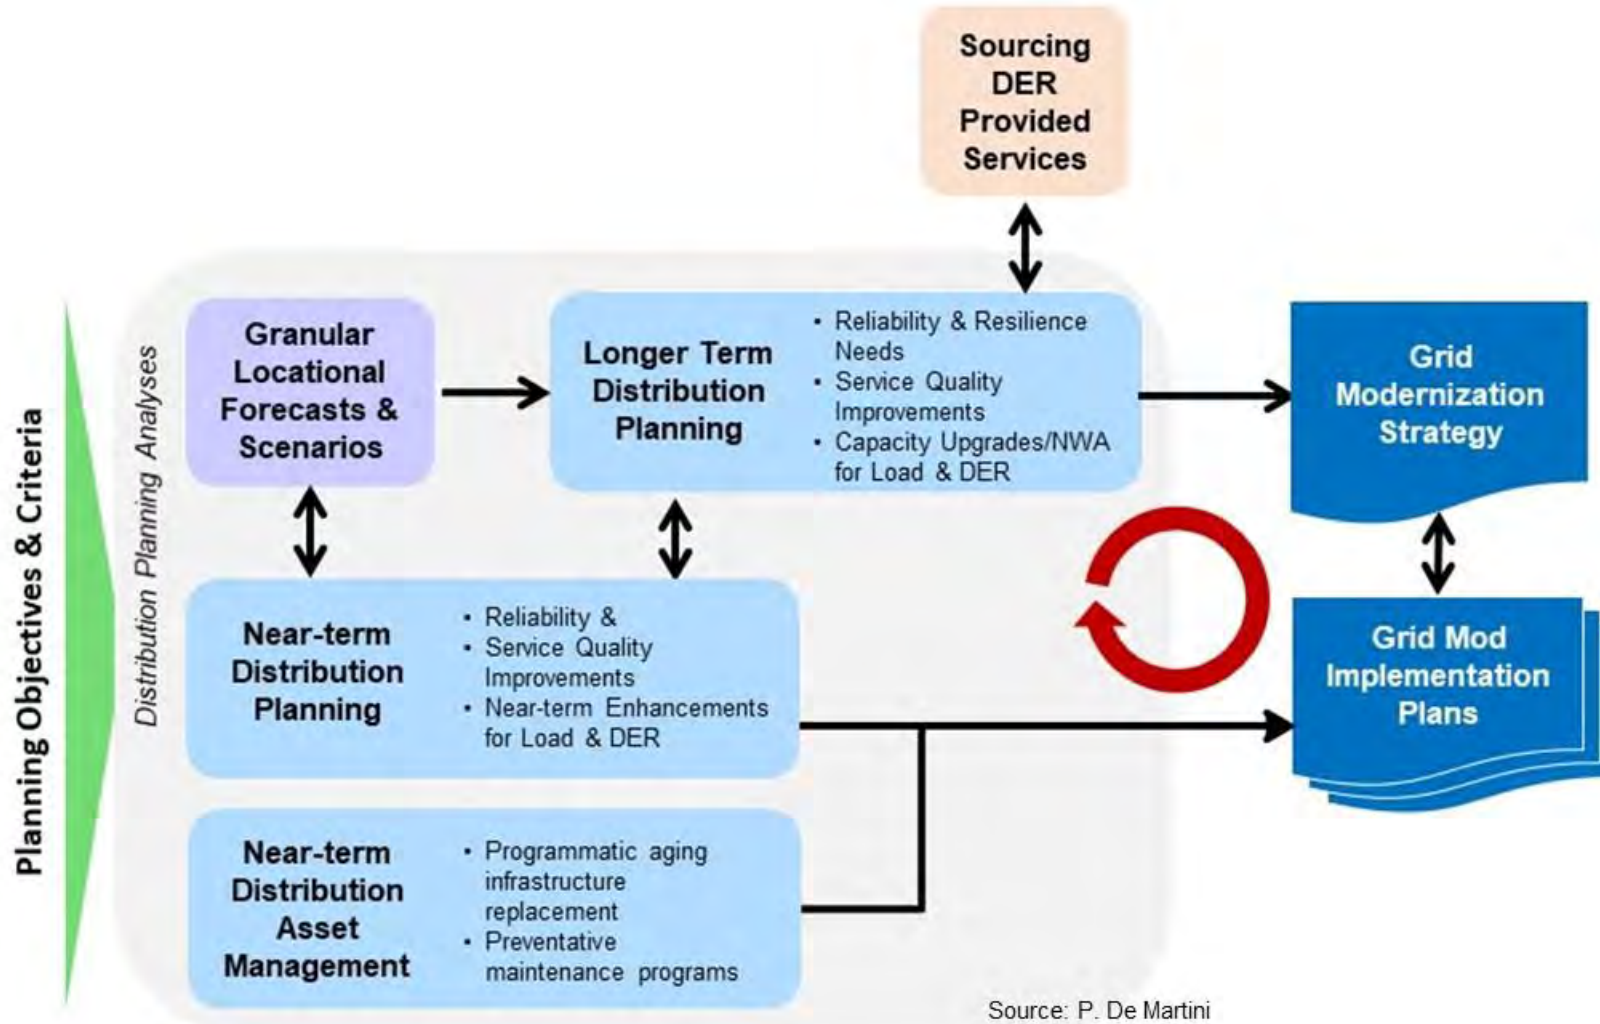 Sourcing
DER
Provided
Services
Planning Objectives & Criteria
Distribution Planning Analyses
Granular
Locational
Forecasts &
Scenarios
Longer Term
Distribution
Planning
• Reliability & Resilience
Needs
• Service Quality
Improvements
• Capacity Upgrades/NWA
for Load & DER
Grid
Modernization
Strategy
Near-term
Distribution
Planning
• Reliability &
• Service Quality
Improvements
• Near-term Enhancements
for Load & DER
Grid Mod
Implementation
Plans
Near-term
Distribution
Asset
Management
• Programmatic aging
infrastructure
replacement
• Preventative
maintenance programs
Source: P. De Martini